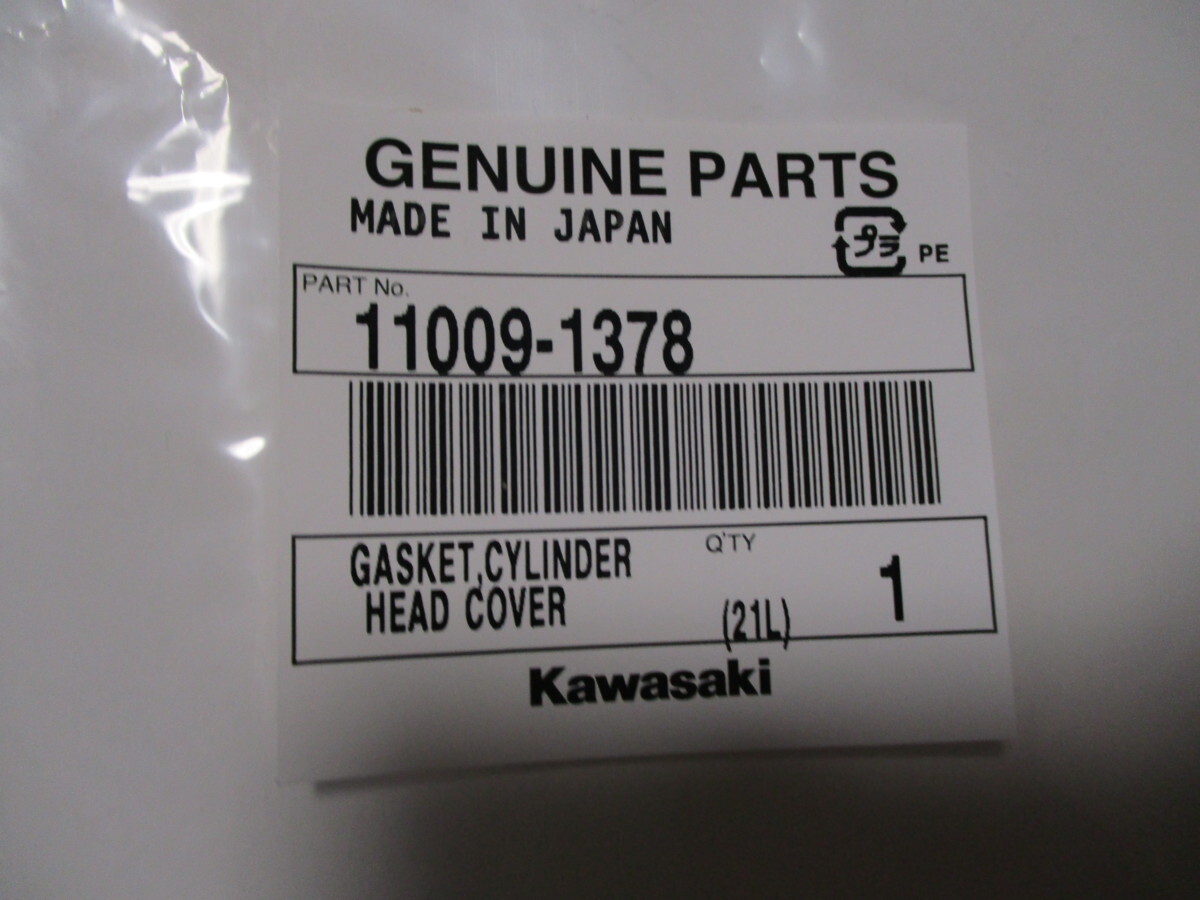 GENUINE PARTS
MADE IN JAPAN
プラ PE
PART No.
11009-1378
GASKET,CYLINDER
HEAD COVER
Q'TY
(21L)
1
Kawasaki